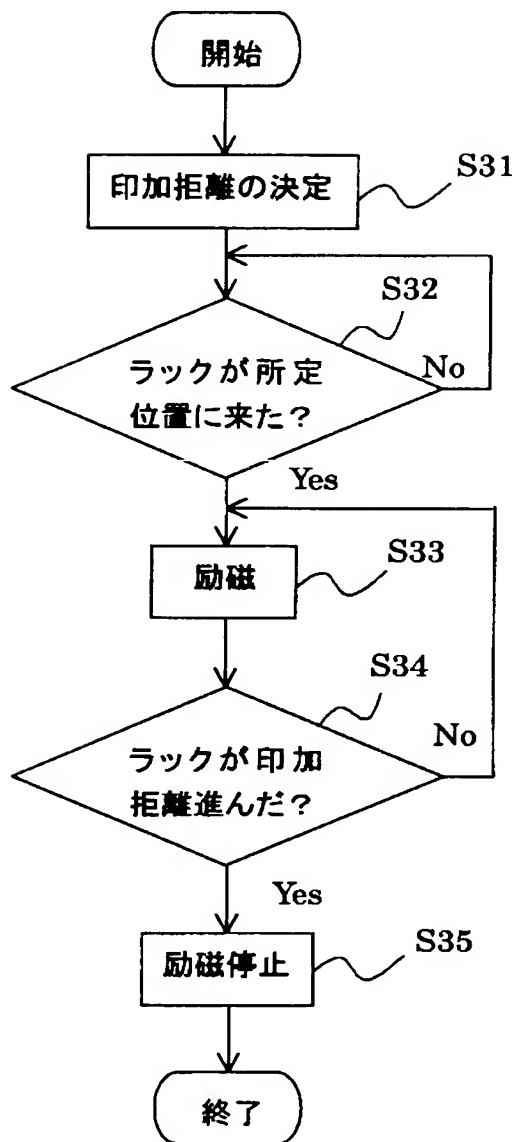 開始
印加拒離の決定
S31
S32
ラックが所定
位置に来た?
No
Yes
励磁
S33
S34
ラックが印加
拒離進んだ?
No
Yes
励磁停止
S35
終了